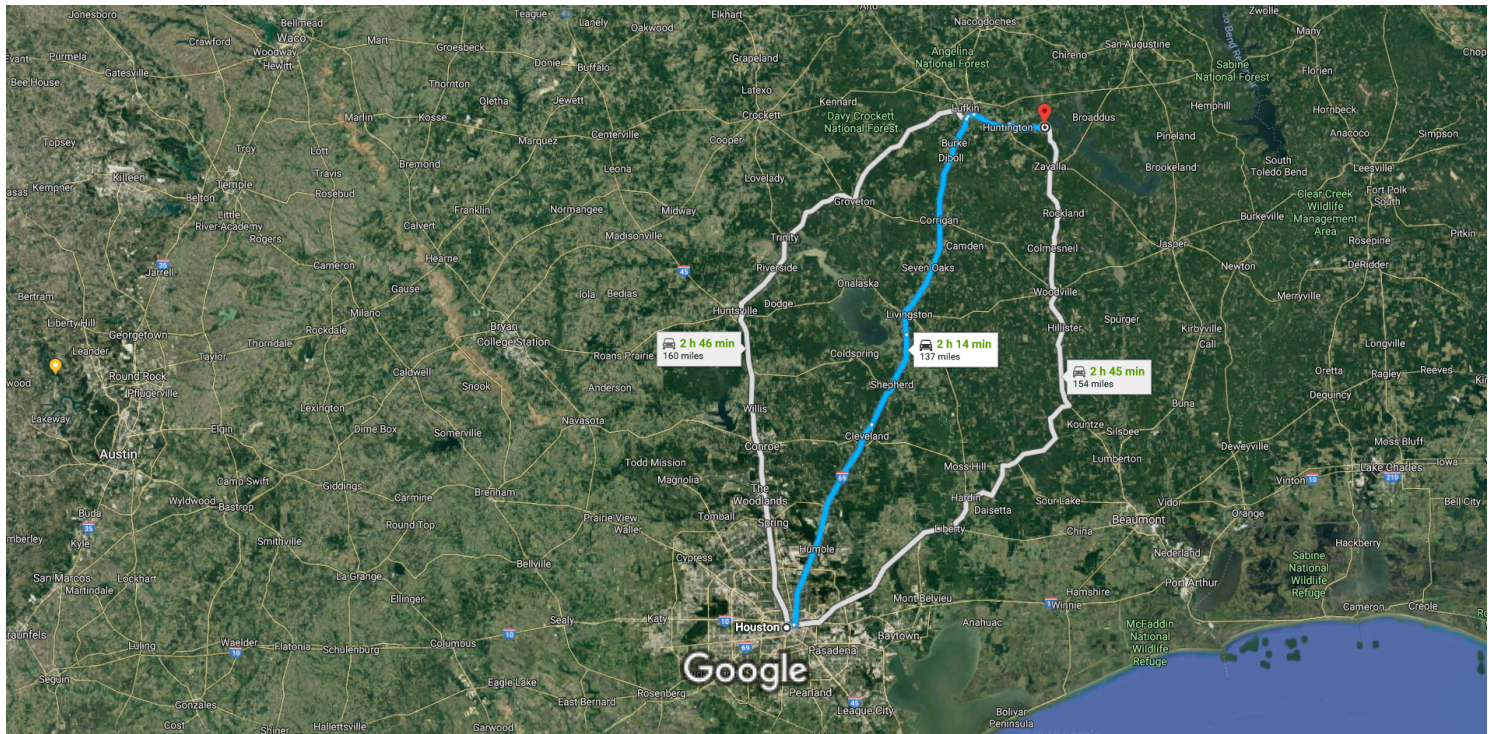 Jonesboro
Teague
Lanely
Oakwood
Elkhart
Alto
Zwolle
Bellmead
Crawford
Waco
Woodway
Hewitt
Mart
Groesbeck
Donie
Buffalo
Grapeland
Nacogdoches
Angelina
National Forest
Chireno
San Augustine
Many
Evant
Purmela
Gatesville
Bee House
Thornton
Oletha
Jewett
Latexo
Sabine
National Forest
Florien
Marlin
Kosse
Centerville
Crockett
Kennard
Lufkin
Hemphill
Hornbeck
Davy Crockett
National Forest
Huntington
Broaddus
Anacoco
Simpson
Topsey
Troy
Lott
Marquez
Cooper
Burke
Diboll
Pineland
Killeen
Travis
Bremond
Leona
Lovelady
Zavalla
Brookeland
South
Toledo Bend
Leesville
Kempner
Temple
Belton
Rosebud
Clear Creek
Wildlife
Management
Area
Fort Polk
South
Little
River-Academy
Franklin
Normangee
Midway
Groveton
Rockland
Burkeville
Rogers
Calvert
Madisonville
Trinity
Corrigan
Camden
Colmesneil
Jasper
Rosepine
Pitkin
35
Jarrell
Cameron
Hearne
45
Riverside
Seven Oaks
Newton
DeRidder
Bertram
Gause
Iola
Bedias
Onalaska
Woodville
Merryville
Liberty Hill
Milano
Huntsville
Dodge
Livingston
Georgetown
Rockdale
Bryan
College Station
Hillister
Spurger
Kirbyville
Call
Leander
Taylor
Thorndale
Roans Prairie
2 h 46 min
160 miles
Coldspring
2 h 14 min
137 miles
Longville
Round Rock
Pflugerville
Caldwell
Snook
Anderson
Shepherd
2 h 45 min
154 miles
Oretta
Ragley
Reeves
Lakeway
Lexington
Willis
Buna
Dequincy
Elgin
Dime Box
Somerville
Navasota
Conroe
Cleveland
Kountze
Silsbee
Deweyville
Moss Bluff
Austin
Todd Mission
Magnolia
69
Moss Hill
Lumberton
Lake Charles
Iowa
Camp Swift
Giddings
Carmine
Brenham
The
Woodlands
Hardin
Daisetta
Sour Lake
Vidor
Vinton
10
210
Bell City
Wyldwood
Bastrop
Buda
Round Top
Prairie View
Waller
Tomball
Spring
Liberty
China
Beaumont
Orange
35
Kyle
Smithville
Cypress
Humble
Nederland
Hackberry
San Marcos
Martindale
Lockhart
La Grange
Bellville
Port Arthur
Sabine
National
Wildlife
Refuge
Ellinger
Mont Belvieu
Hamshire
Winnie
Cameron
Creole
Luling
Waelder
10
Flatonia
Schulenburg
Columbus
10
Sealy
Katy
10
Houston
69
Baytown
Anahuac
McFaddin
National
Wildlife
Refuge
Pasadena
Seguin
Eagle Lake
Google
Rosenberg
Pearland
Gonzales
East Bernard
45
League City
Bolivar
Peninsula
Cost
Shiner
Hallettsville
Garwood